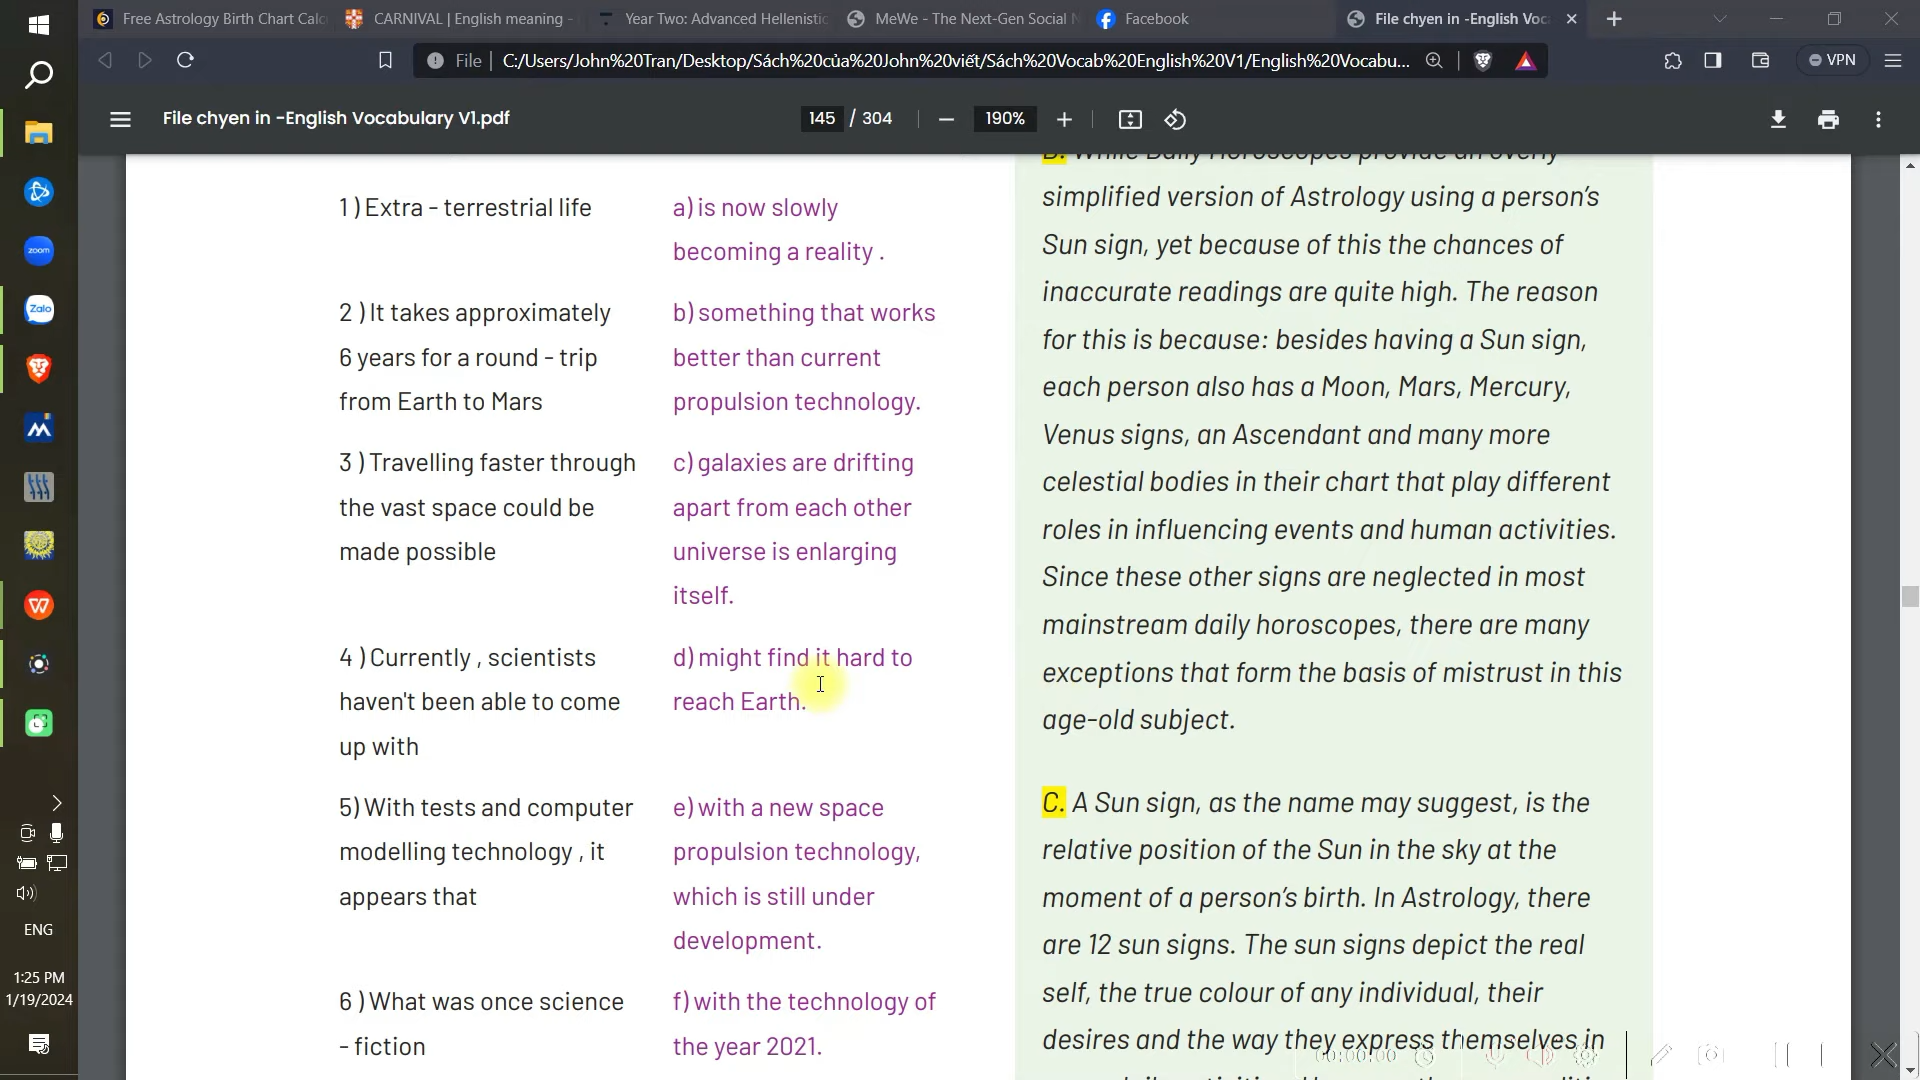 Free Astrology Birth Chart Calc
CARNIVAL | English meaning -
Year Two: Advanced Hellenistic
MeWe - The Next-Gen Social N
Facebook
File chyen in -English Voc
File
C:/Users/John%20Tran/Desktop/Sách%20của%20John%20viết/Sách%20Vocab%20English%20V1/English%20Vocabu...
VPN
File chyen in -English Vocabulary V1.pdf
145 / 304
190%
1 ) Extra - terrestrial life
a) is now slowly
becoming a reality .
2 ) It takes approximately
6 years for a round - trip
from Earth to Mars
b) something that works
better than current
propulsion technology.
3 ) Travelling faster through
the vast space could be
made possible
c) galaxies are drifting
apart from each other
universe is enlarging
itself.
4 ) Currently , scientists
haven't been able to come
up with
d) might find it hard to
reach Earth.
5) With tests and computer
modelling technology , it
appears that
e) with a new space
propulsion technology,
which is still under
development.
6 ) What was once science
- fiction
f) with the technology of
the year 2021.
B. While Daily Horoscopes provide an overly
simplified version of Astrology using a person's
Sun sign, yet because of this the chances of
inaccurate readings are quite high. The reason
for this is because: besides having a Sun sign,
each person also has a Moon, Mars, Mercury,
Venus signs, an Ascendant and many more
celestial bodies in their chart that play different
roles in influencing events and human activities.
Since these other signs are neglected in most
mainstream daily horoscopes, there are many
exceptions that form the basis of mistrust in this
age-old subject.
C. A Sun sign, as the name may suggest, is the
relative position of the Sun in the sky at the
moment of a person's birth. In Astrology, there
are 12 sun signs. The sun signs depict the real
self, the true colour of any individual, their
desires and the way they express themselves in
00:00:00
zoom
Zalo
ENG
1:25 PM
1/19/2024